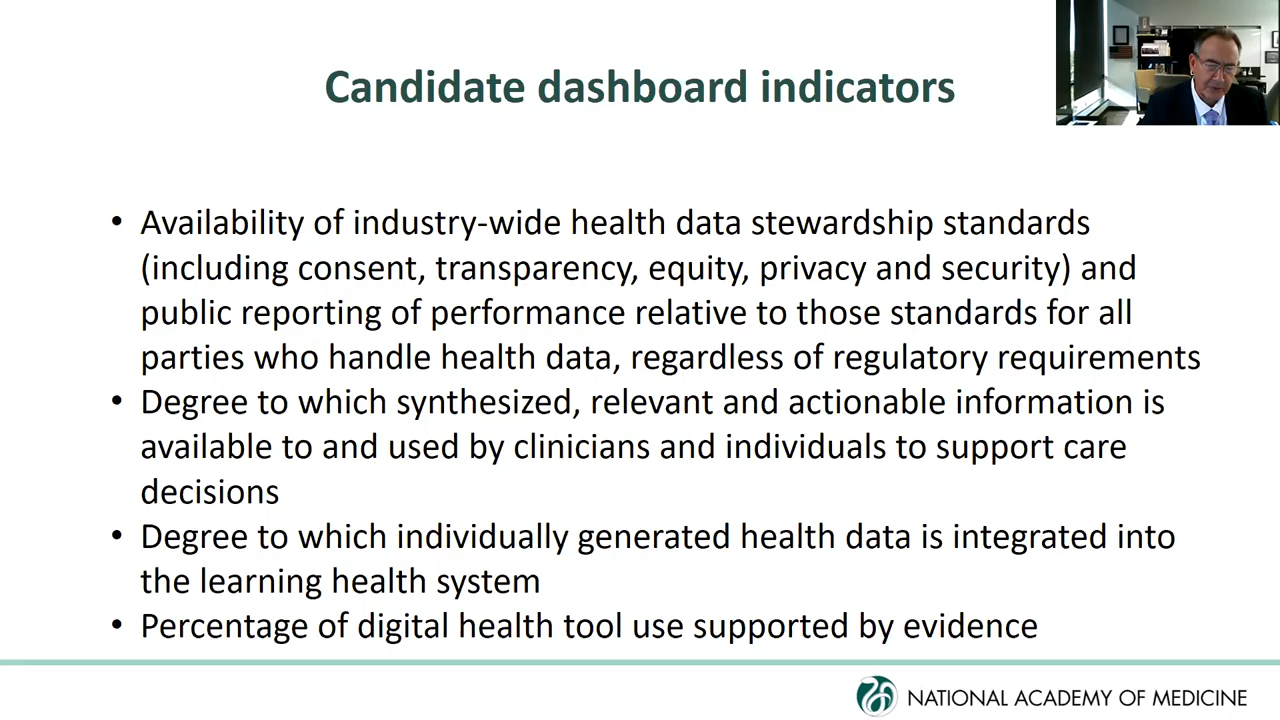 Candidate dashboard indicators
• Availability of industry-wide health data stewardship standards
(including consent, transparency, equity, privacy and security) and
public reporting of performance relative to those standards for all
parties who handle health data, regardless of regulatory requirements
• Degree to which synthesized, relevant and actionable information is
available to and used by clinicians and individuals to support care
decisions
• Degree to which individually generated health data is integrated into
the learning health system
• Percentage of digital health tool use supported by evidence
NATIONAL ACADEMY OF MEDICINE